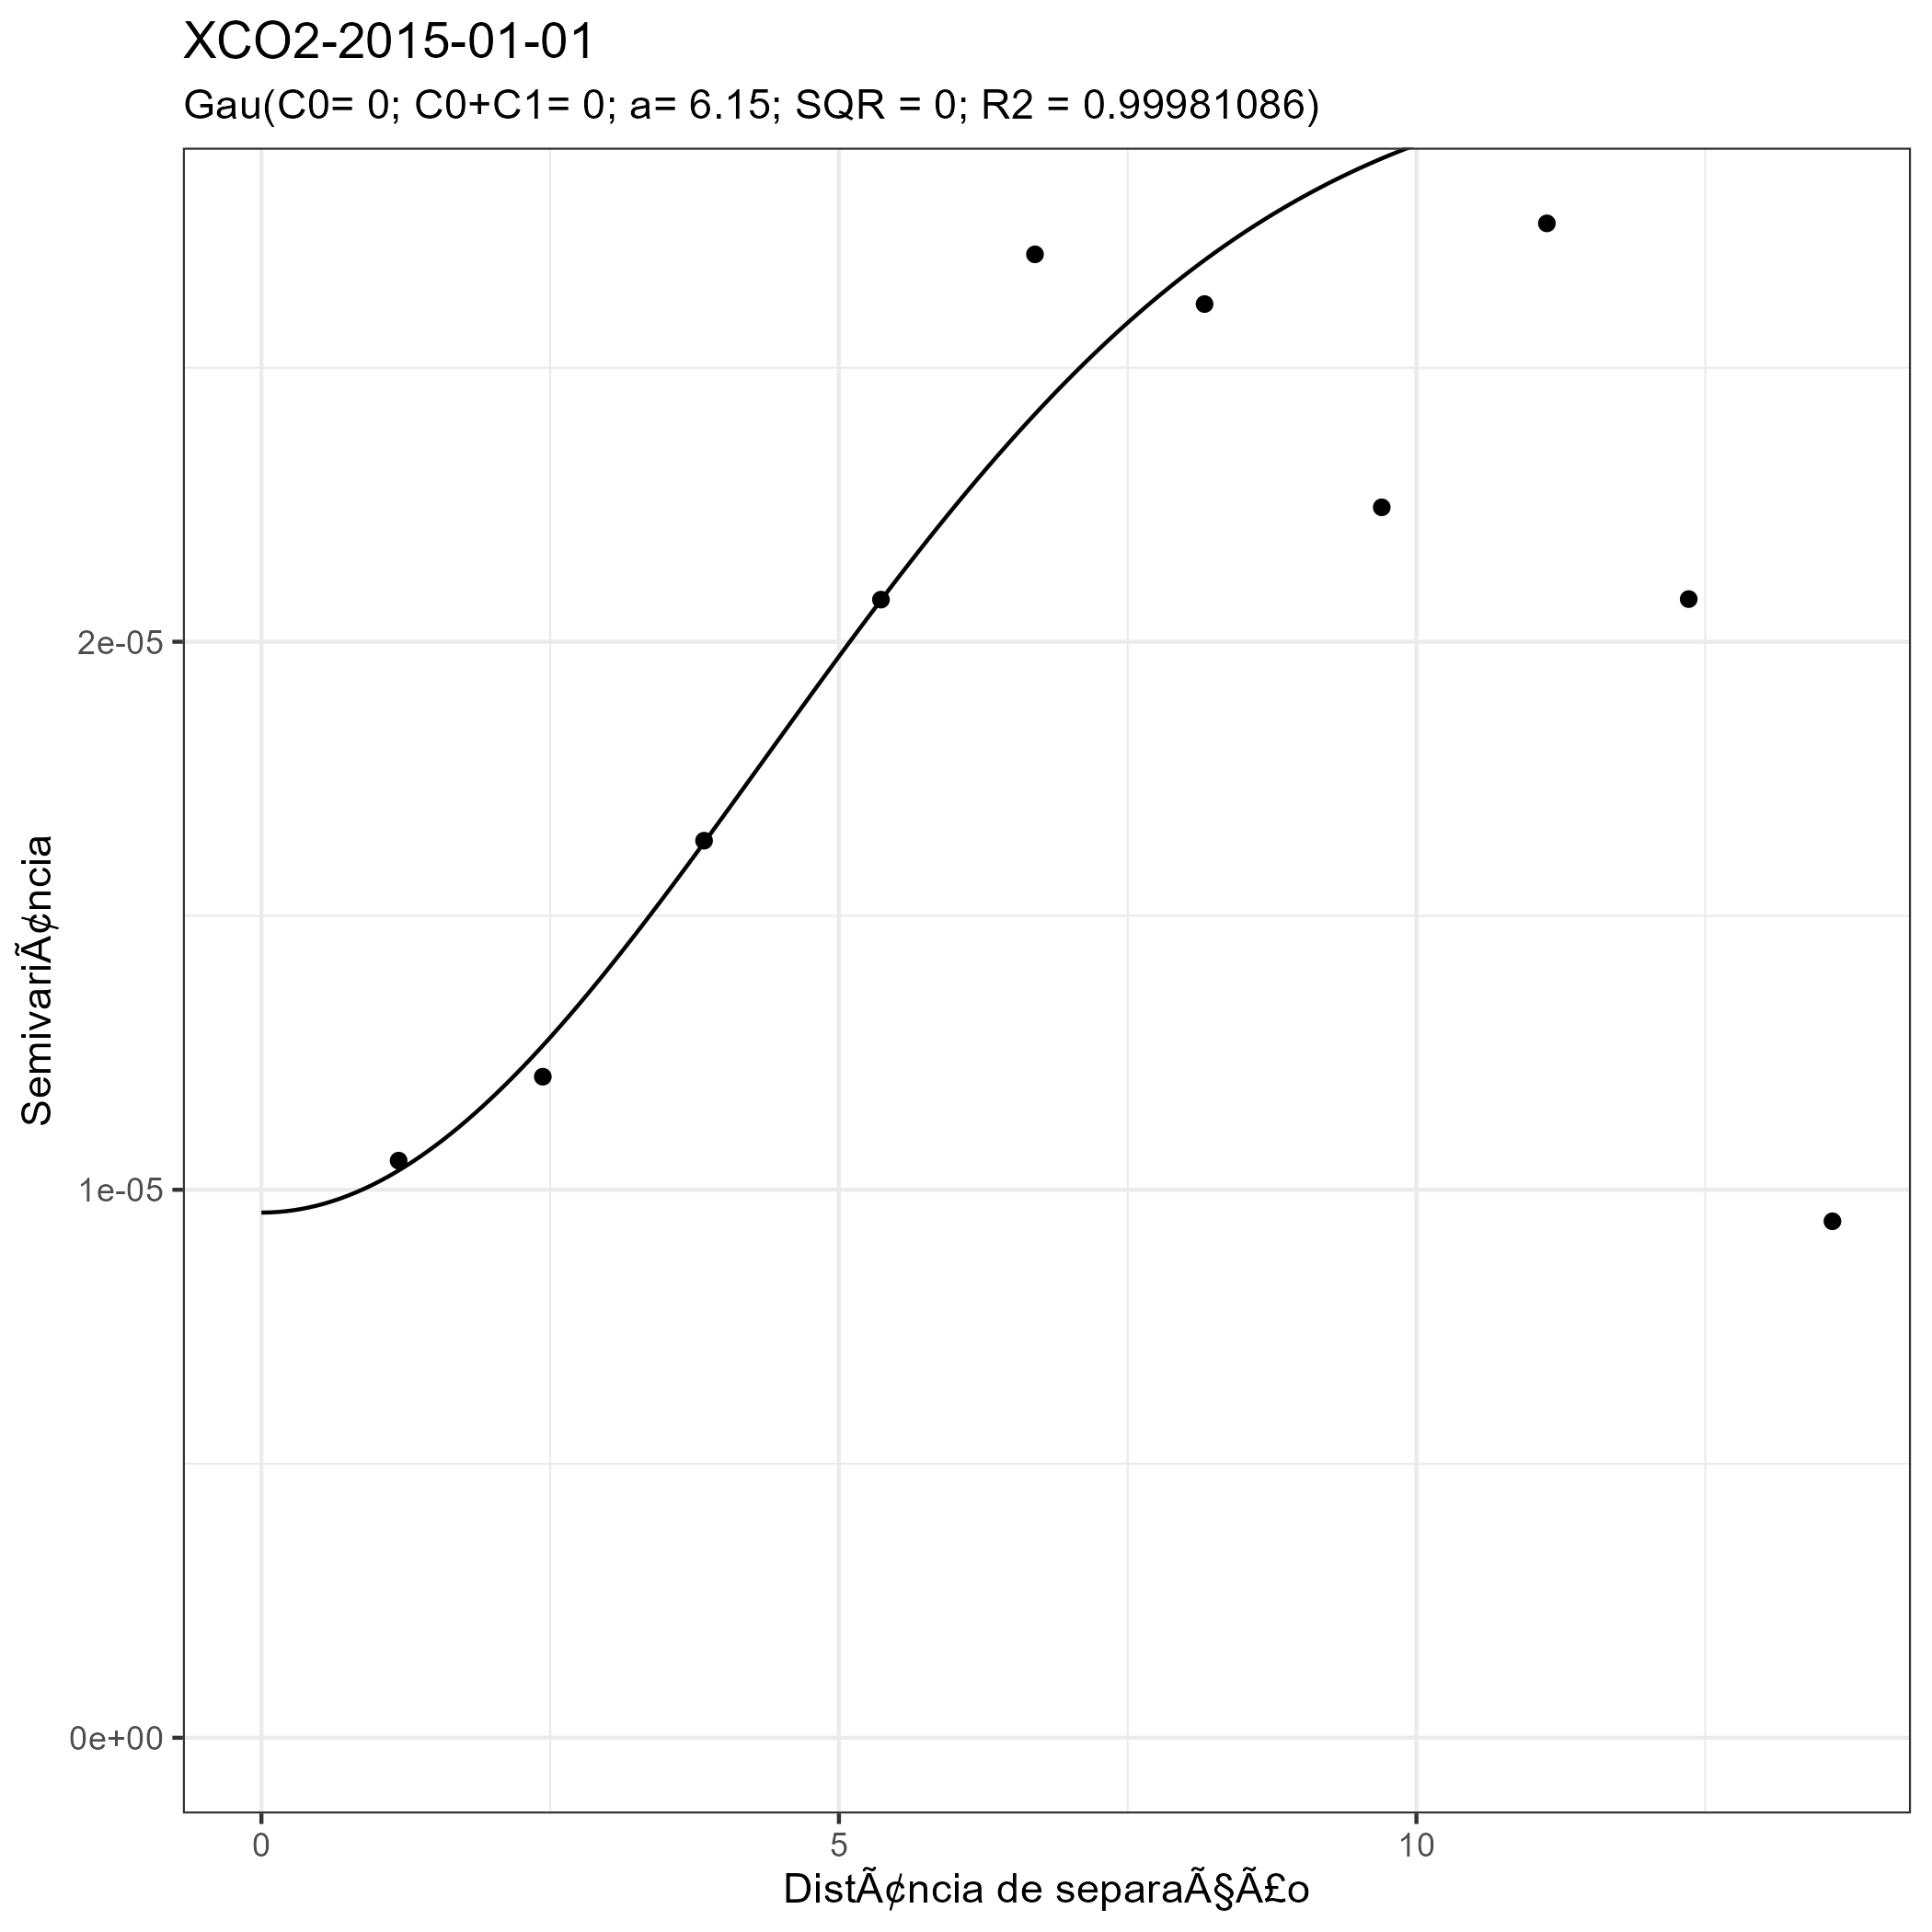 XCO2-2015-01-01
Gau(C0= 0; C0+C1= 0; a= 6.15; SQR = 0; R2 = 0.99981086)
SemivariÃ¢ncia
2e-05
1e-05
0e+00
0 5 10
DistÃ¢ncia de separaÃ§Ã£o